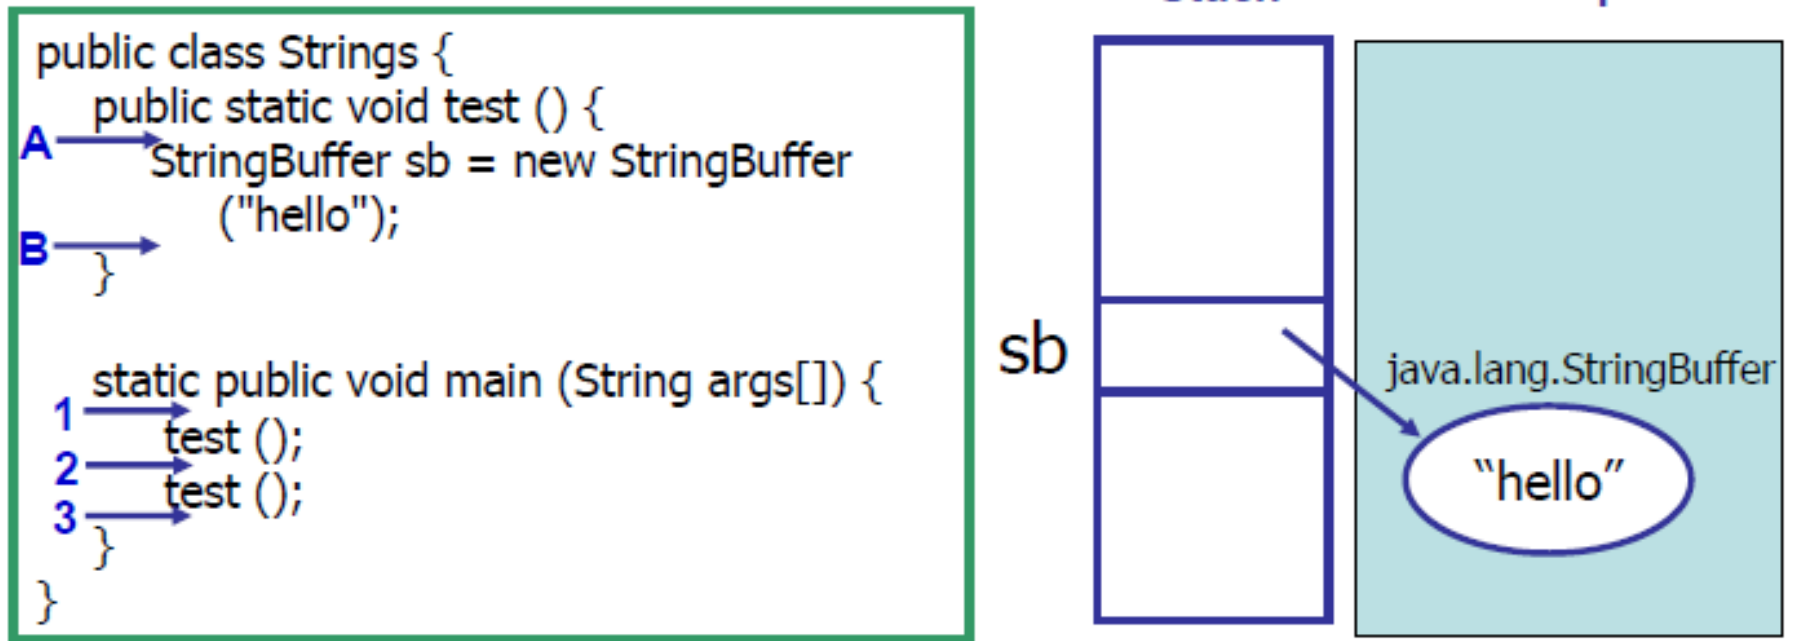 public class Strings {
public static void test () {
A
StringBuffer sb = new StringBuffer
("hello");
B
}
static public void main (String args[]) {
1
test ();
2
test ();
3
}
}
sb
java.lang.StringBuffer
“hello”